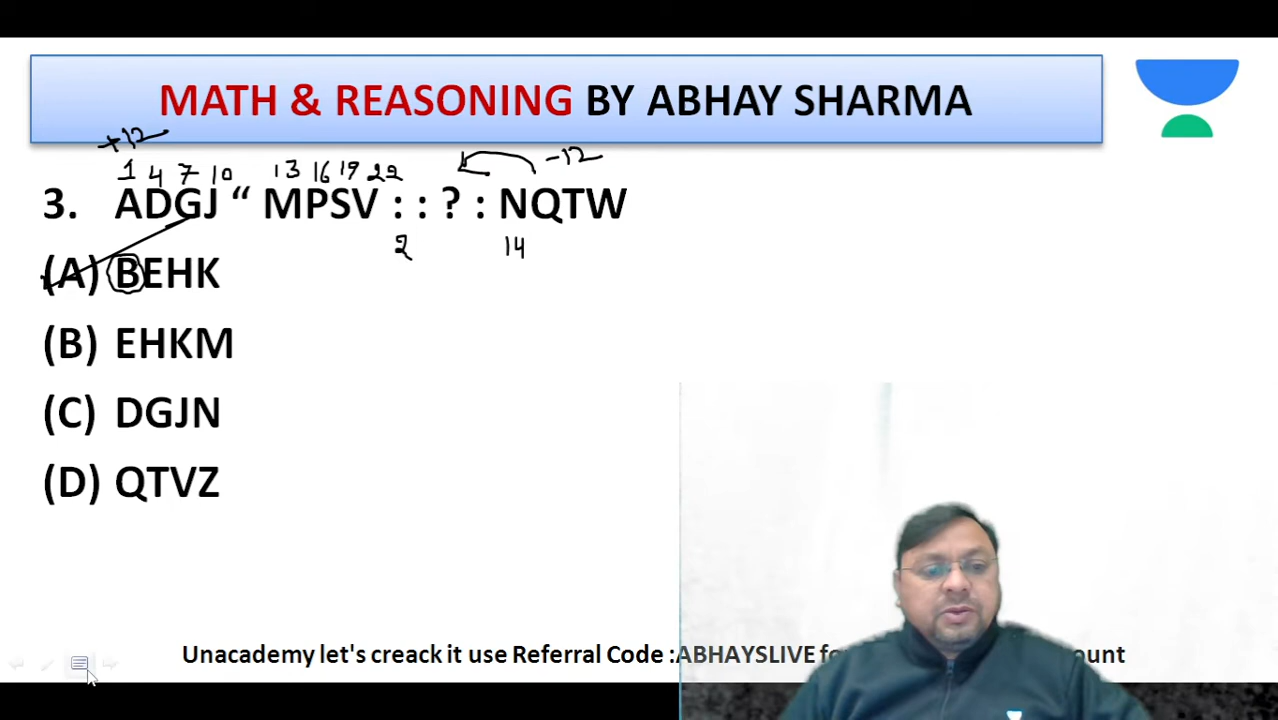 MATH & REASONING BY ABHAY SHARMA
+12
1 4 7 10 13 16 19 22 -12
3. ADGJ “ MPSV : : ? : NQTW
2 14
(A) BEHK
(B) EHKM
(C) DGJN
(D) QTVZ
Unacademy let's creack it use Referral Code :ABHAYSLIVE